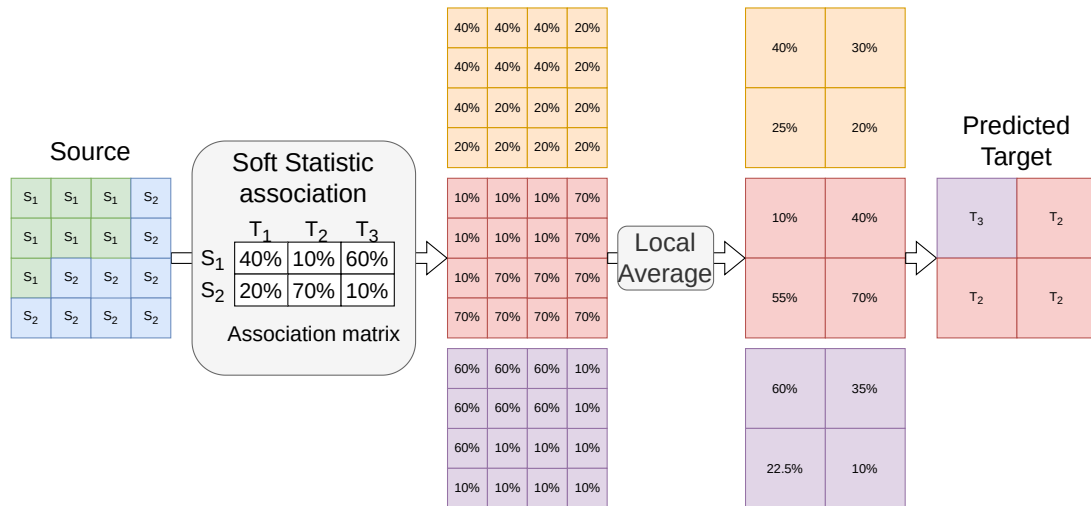 Source
S1 S1 S1 S2
S1 S1 S1 S2
S1 S2 S2 S2
S2 S2 S2 S2
Soft Statistic
association
T1 T2 T3
S1 40% 10% 60%
S2 20% 70% 10%
Association matrix
40% 40% 40% 20%
40% 40% 40% 20%
40% 20% 20% 20%
20% 20% 20% 20%
10% 10% 10% 70%
10% 10% 10% 70%
10% 70% 70% 70%
70% 70% 70% 70%
60% 60% 60% 10%
60% 60% 60% 10%
60% 10% 10% 10%
10% 10% 10% 10%
Local
Average
40% 30%
25% 20%
10% 40%
55% 70%
60% 35%
22.5% 10%
Predicted
Target
T3 T2
T2 T2